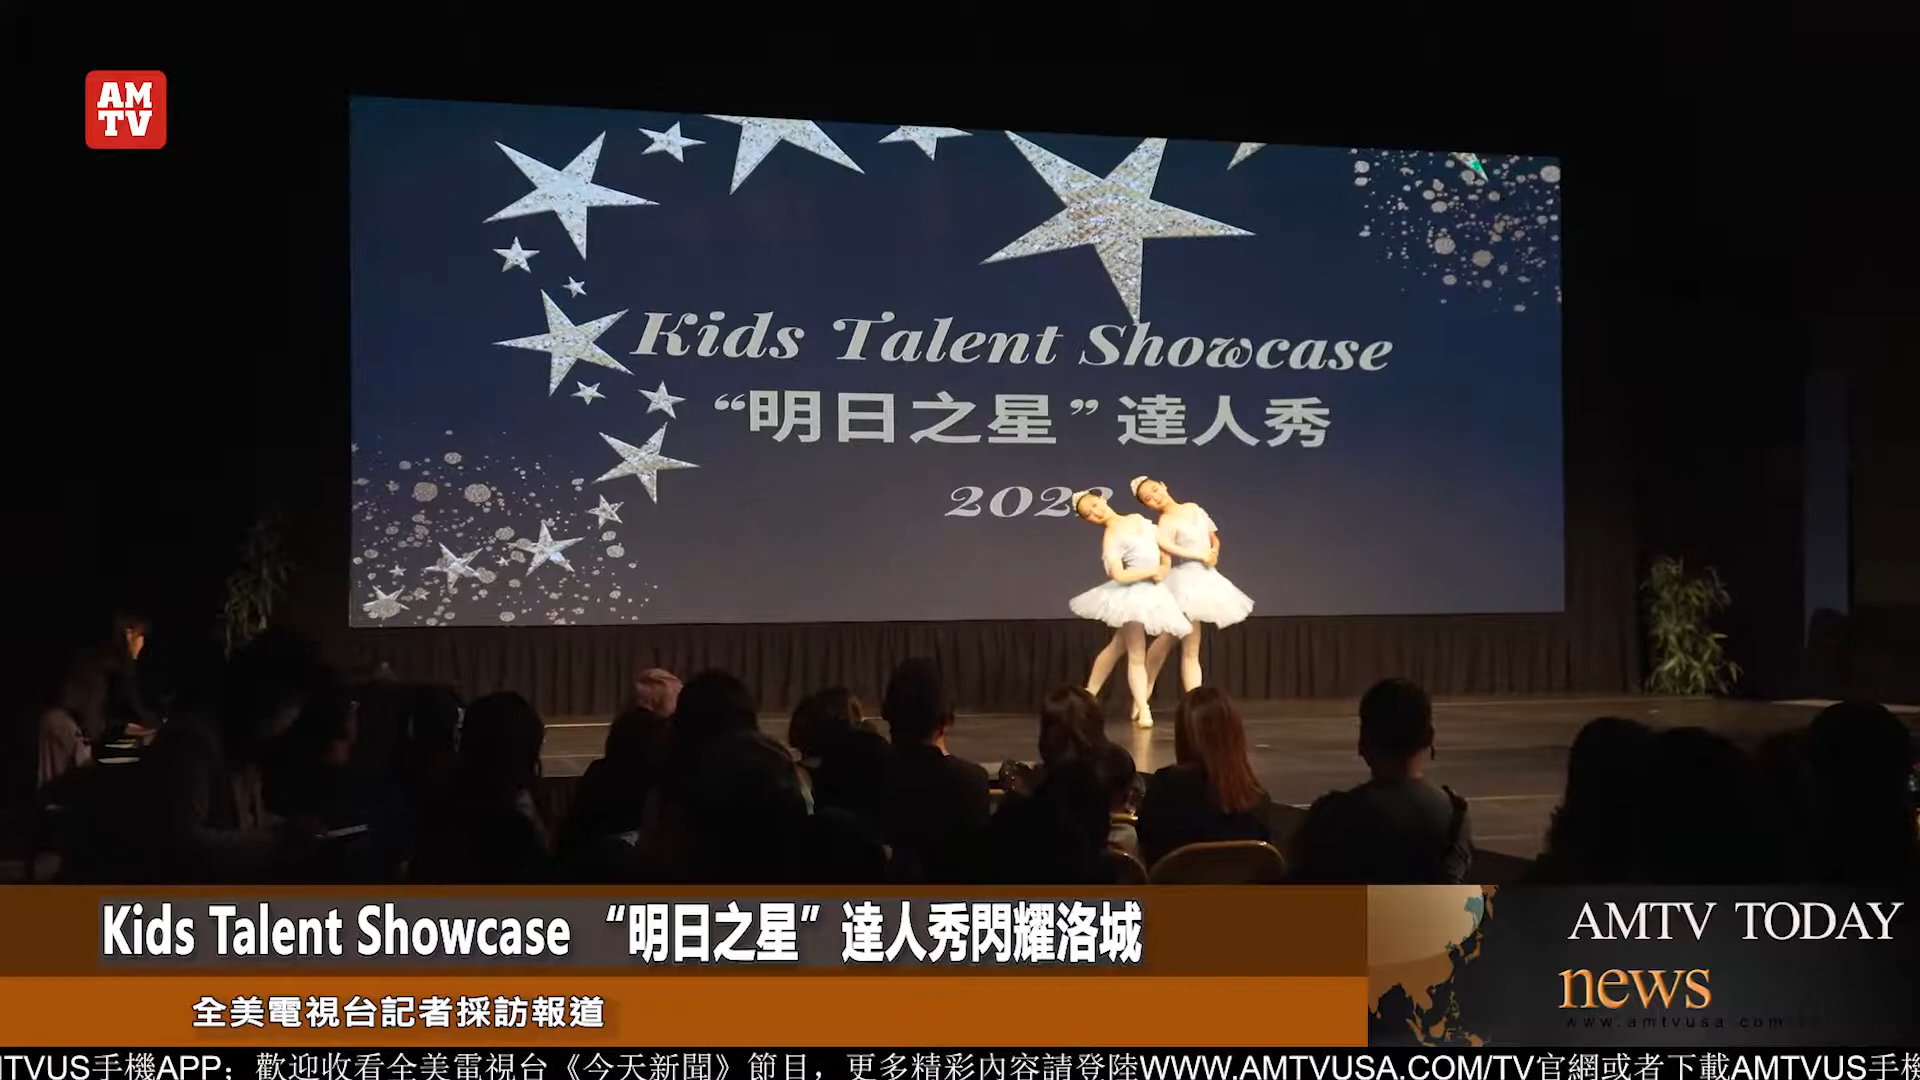 AM
TV
Kids Talent Showcase
“明日之星”達人秀
Kids Talent Showcase “明日之星”達人秀閃耀洛城
全美電視台記者採訪報道
AMTV TODAY
news
www.amtvusa.com
MTVUS手機APP；歡迎收看全美電視台《今天新聞》節目，更多精彩內容請登陸WWW.AMTVUSA.COM/TV官網或者下載AMTVUS手機